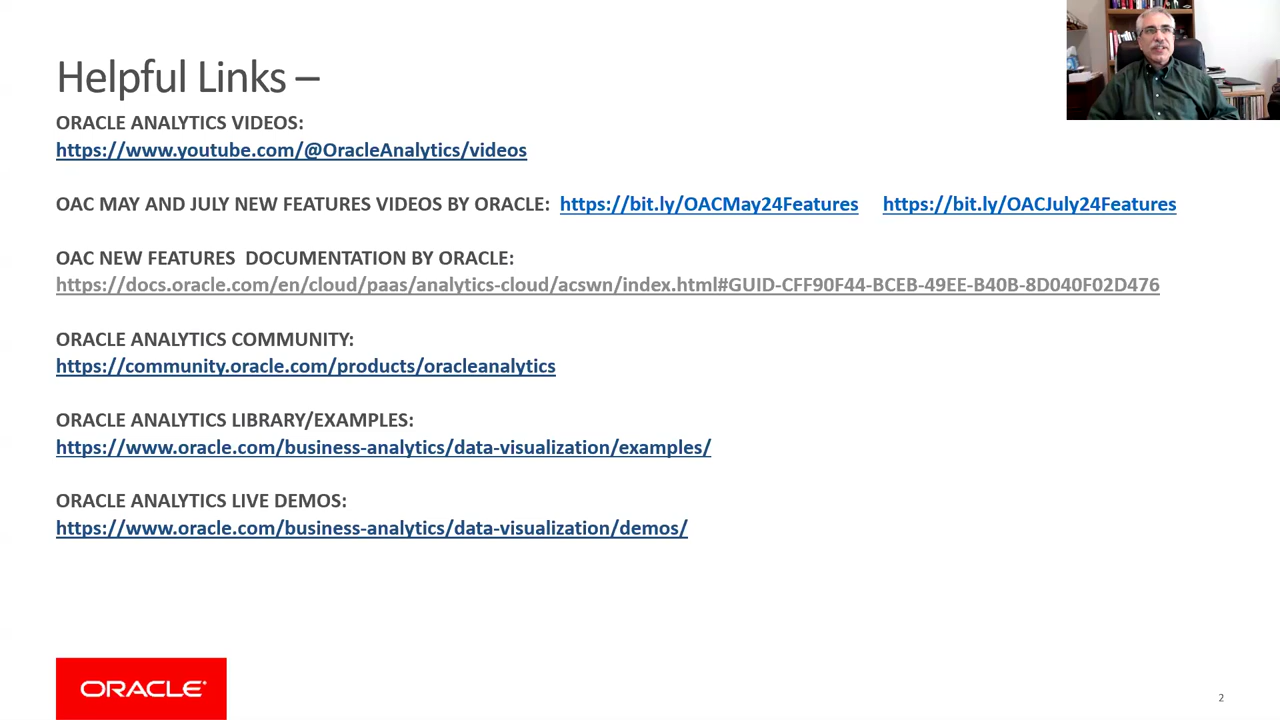 Helpful Links –
ORACLE ANALYTICS VIDEOS:
https://www.youtube.com/@OracleAnalytics/videos
OAC MAY AND JULY NEW FEATURES VIDEOS BY ORACLE: https://bit.ly/OACMay24Features https://bit.ly/OACJuly24Features
OAC NEW FEATURES DOCUMENTATION BY ORACLE:
https://docs.oracle.com/en/cloud/paas/analytics-cloud/acswn/index.html#GUID-CFF90F44-BCEB-49EE-B40B-8D040F02D476
ORACLE ANALYTICS COMMUNITY:
https://community.oracle.com/products/oracleanalytics
ORACLE ANALYTICS LIBRARY/EXAMPLES:
https://www.oracle.com/business-analytics/data-visualization/examples/
ORACLE ANALYTICS LIVE DEMOS:
https://www.oracle.com/business-analytics/data-visualization/demos/
ORACLE®
2